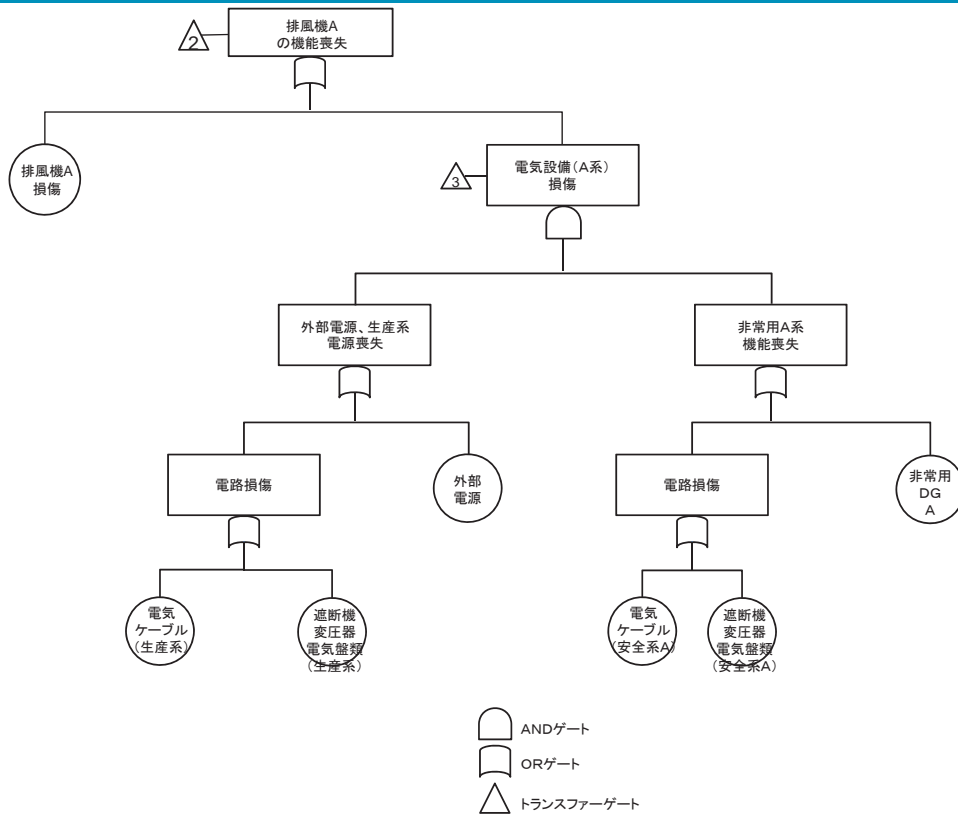 排風機A
の機能喪失
2
排風機A
損傷
電気設備(A系)
損傷
3
外部電源、生産系
電源喪失
非常用A系
機能喪失
電路損傷
外部
電源
電路損傷
非常用
DG
A
電気
ケーブル
(生産系)
遮断機
変圧器
電気盤類
(生産系)
電気
ケーブル
(安全系A)
遮断機
変圧器
電気盤類
(安全系A)
ANDゲート
ORゲート
トランスファーゲート